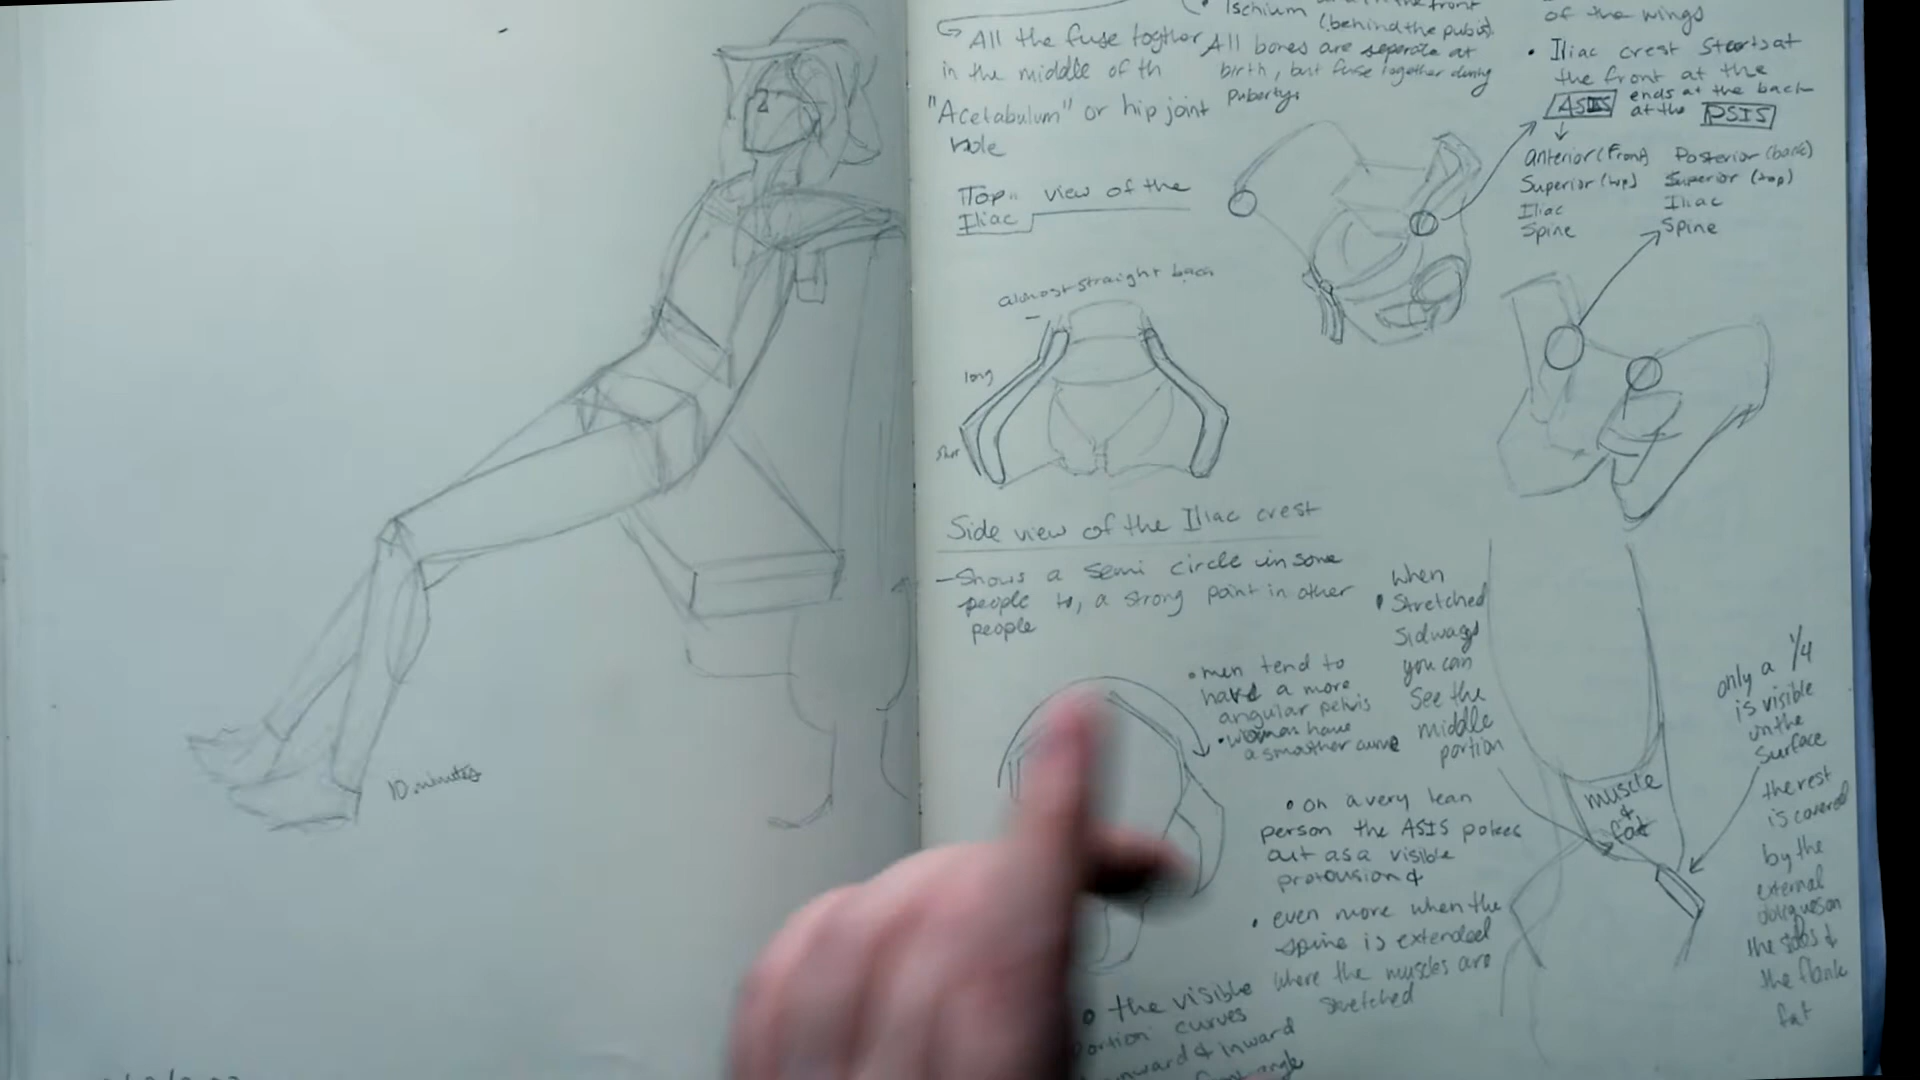 10 minutes
Ischium
(behind the pubis).
All the fuse togther
in the middle of th
"Acetabulum" or hip joint
hole
All bones are seperate at
birth, but fuse together during
puberty.
of the wings
• Iliac crest Starts at
the front at the
ASIS
ends at the back
at the PSIS
anterior (Front)
Superior (top)
Iliac
Spine
Posterior (back)
Superior (top)
Iliac
Spine
Top view of the
Iliac
almost straight back
long
Side view of the Iliac crest
- Shows a semi circle in some
people to, a strong point in other
people
• men tend to
have a more
angular pelvis
• women have
a smother curve
When
• Stretched
Sidways
you can
See the
middle
portion
only a 1/4
is visible
on the
Surface
the rest
is covered
by the
external
the sides &
the flank
fat
muscle
&
fat
• on a very lean
person the ASIS pokes
out as a visible
protrusion &
• even more when the
spine is extended
where the muscles are
stretched
• the visible
portion curves
& inward
angle